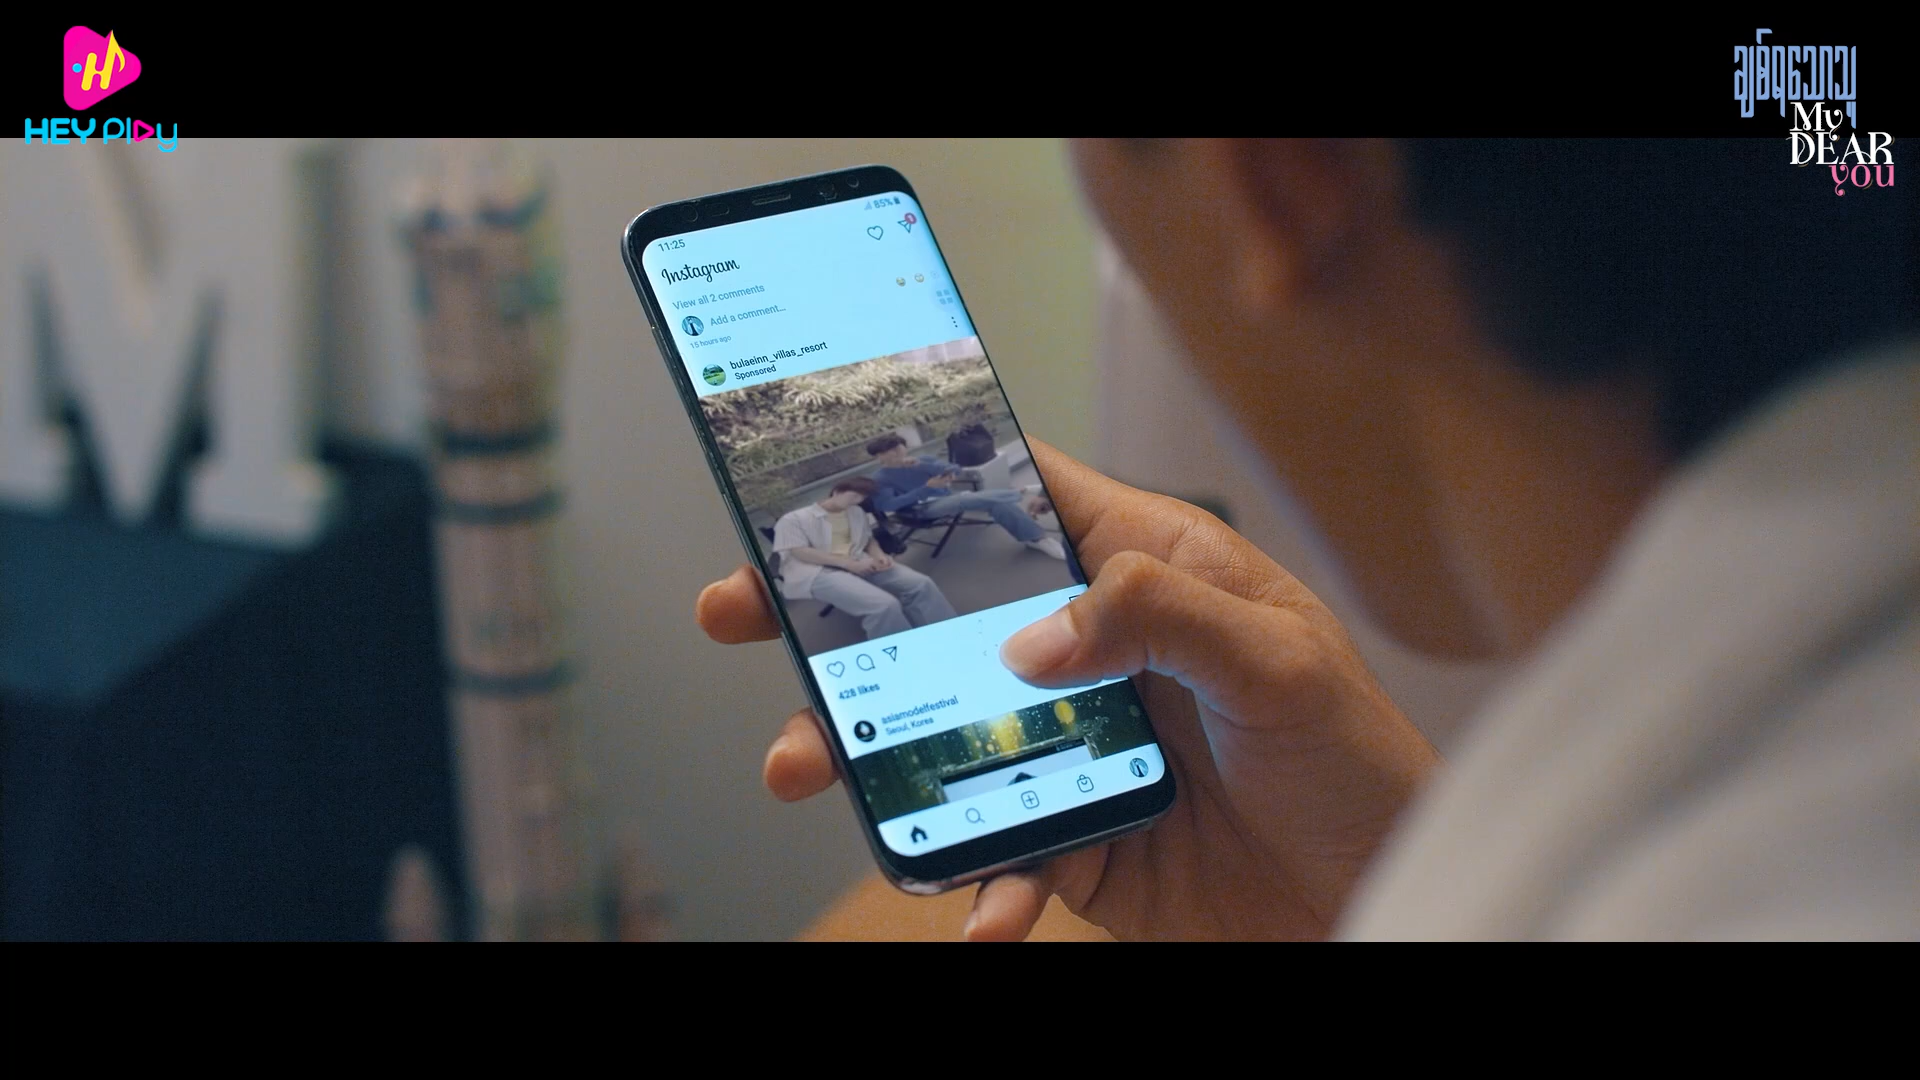 HEY Play
ချစ်ရသောသူ
My
DEAR
you
11:25
85%
Instagram
View all 2 comments
Add a comment...
15 hours ago
bulaeinn_villas_resort
Sponsored
428 likes
asiamodelfestival
Seoul, Korea
M